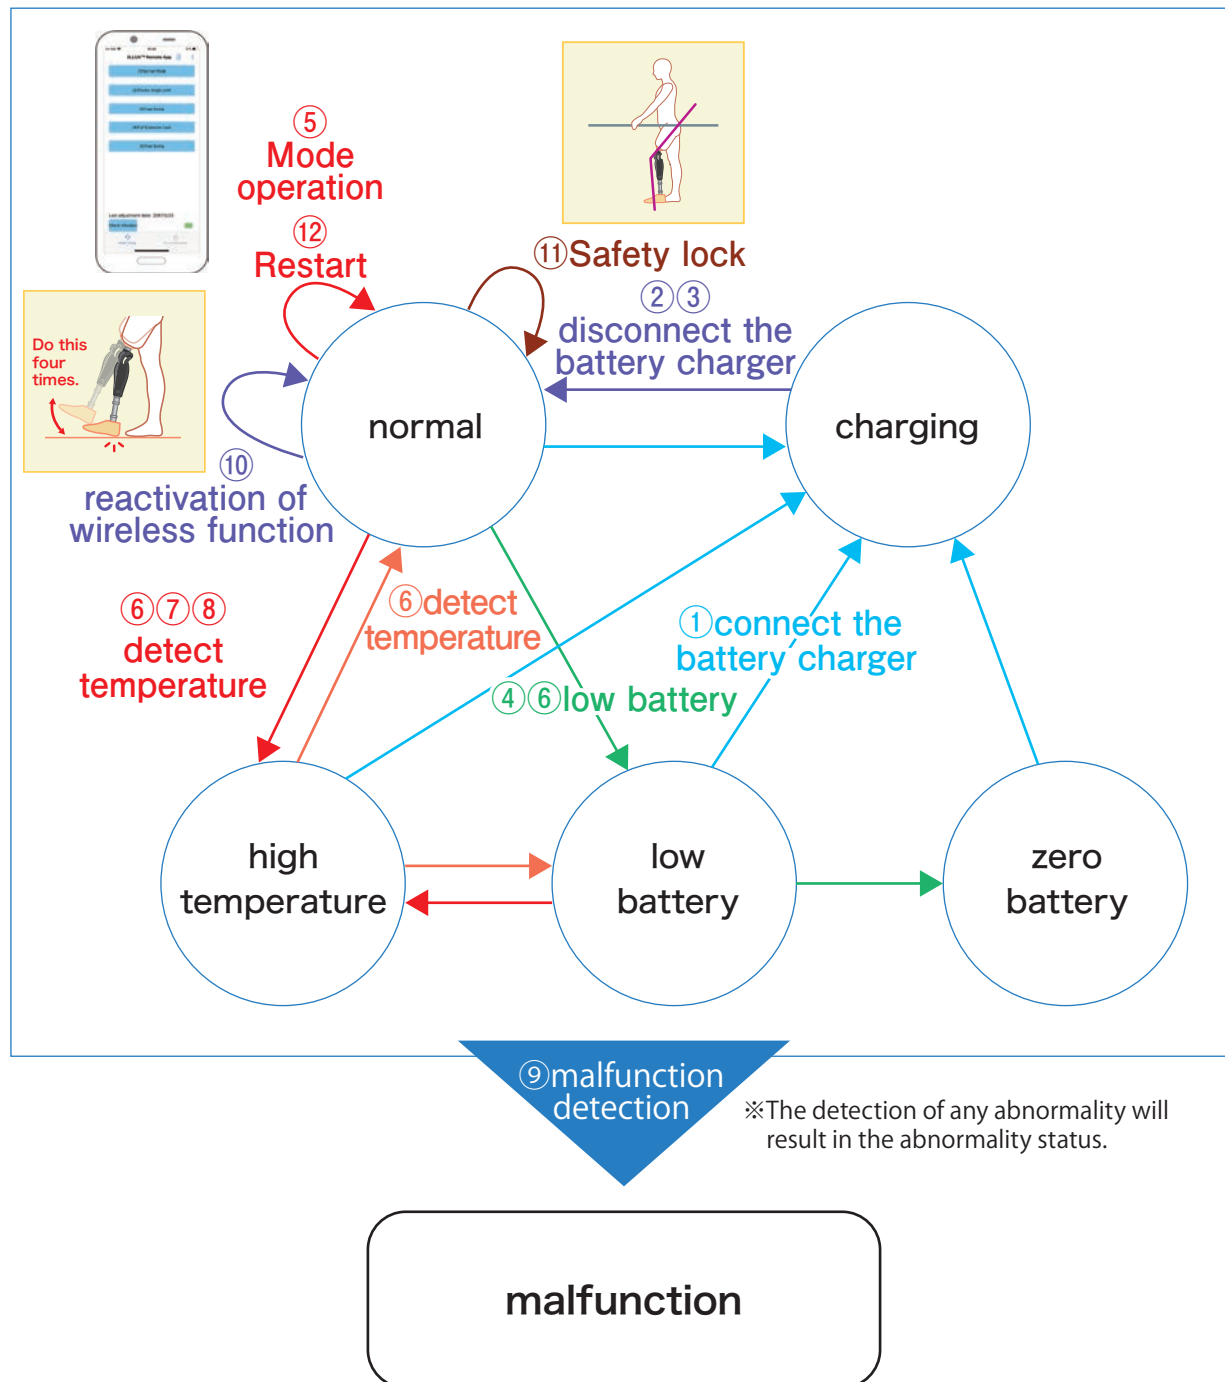 ⑤
Mode
operation
⑫
Restart
⑪Safety lock
②③
disconnect the
battery charger
Do this
four
times.
normal
charging
⑩
reactivation of
wireless function
⑥⑦⑧
detect
temperature
⑥detect
temperature
①connect the
battery charger
④⑥low battery
high
temperature
low
battery
zero
battery
⑨malfunction
detection
※The detection of any abnormality will
result in the abnormality status.
malfunction